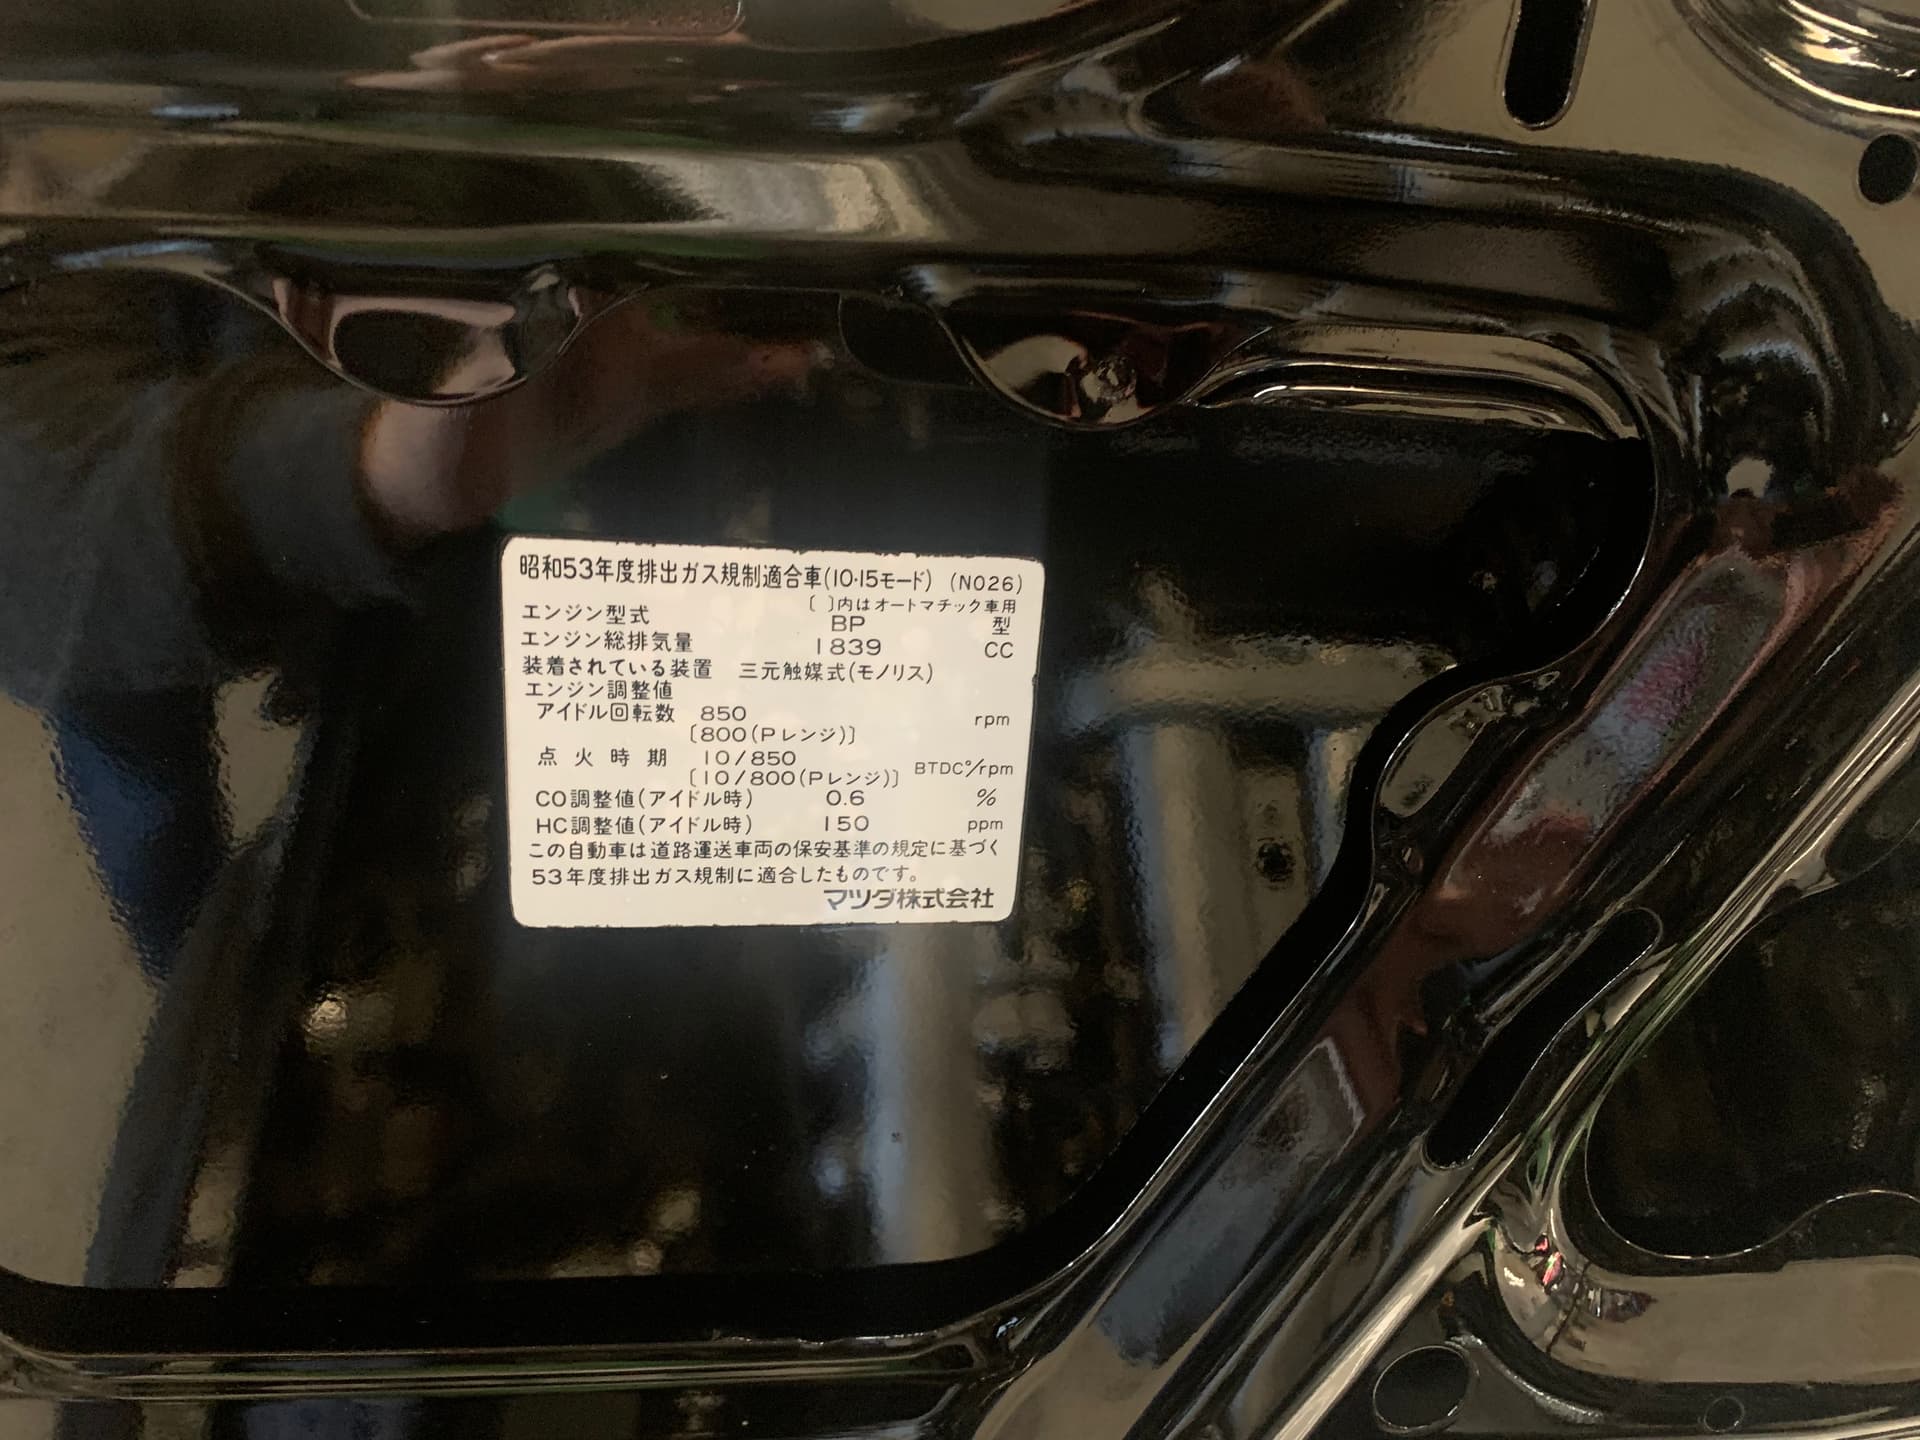 昭和53年度排出ガス規制適合車(10・15モード) (N026)
〔 〕内はオートマチック車用
エンジン型式 BP 型
エンジン総排気量 1839 CC
装着されている装置 三元触媒式(モノリス)
エンジン調整値
アイドル回転数 850 rpm
〔800(Pレンジ)〕
点火時期 10/850 BTDC°/rpm
〔10/800(Pレンジ)〕
CO調整値(アイドル時) 0.6 %
HC調整値(アイドル時) 150 ppm
この自動車は道路運送車両の保安基準の規定に基づく
53年度排出ガス規制に適合したものです。
マツダ株式会社